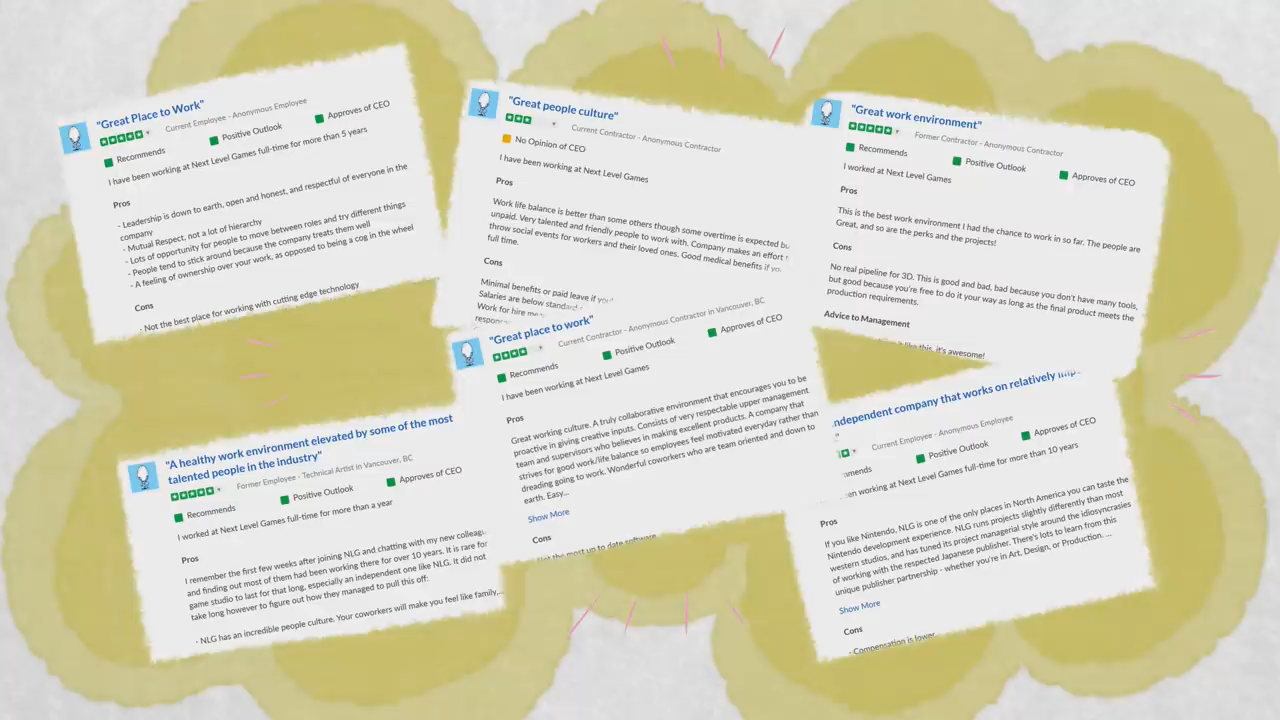 "Great Place to Work"
Current Employee - Anonymous Employee
Recommends
Positive Outlook
Approves of CEO
I have been working at Next Level Games full-time for more than 5 years
Pros
- Leadership is down to earth, open and honest, and respectful of everyone in the
company
- Mutual Respect, not a lot of hierarchy
- Lots of opportunity for people to move between roles and try different things
- People tend to stick around because the company treats them well
- A feeling of ownership over your work, as opposed to being a cog in the wheel
Cons
- Not the best place for working with cutting edge technology
"Great people culture"
Current Contractor - Anonymous Contractor
No Opinion of CEO
I have been working at Next Level Games
Pros
Work life balance is better than some others though some overtime is expected
unpaid. Very talented and friendly people to work with. Company makes an effort
throw social events for workers and their loved ones. Good medical benefits if
full time.
Cons
Minimal benefits or paid leave if
Salaries are below
Work for hire
"Great work environment"
Former Contractor - Anonymous Contractor
Recommends
Positive Outlook
Approves of CEO
I worked at Next Level Games
Pros
This is the best work environment I had the chance to work in so far. The people are
Great, and so are the perks and the projects!
Cons
No real pipeline for 3D. This is good and bad, bad because you don't have many tools,
but good because you're free to do it your way as long as the final product meets the
production requirements.
Advice to Management
like this, it's awesome!
"Great place to work"
Current Contractor - Anonymous Contractor in Vancouver, BC
Recommends
Positive Outlook
Approves of CEO
I have been working at Next Level Games
Pros
Great working culture. A truly collaborative environment that encourages you to be
proactive in giving creative inputs. Consists of very respectable upper management
team and supervisors who believes in making excellent products. A company that
strives for good work/life balance so employees feel motivated everyday rather than
dreading going to work. Wonderful coworkers who are team oriented and down to
earth. Easy...
Show More
Cons
the most up to date software
"A healthy work environment elevated by some of the most
talented people in the industry"
Former Employee - Technical Artist in Vancouver, BC
Recommends
Positive Outlook
Approves of CEO
I worked at Next Level Games full-time for more than a year
Pros
I remember the first few weeks after joining NLG and chatting with my new
and finding out most of them had been working there for over 10 years. It is rare for
game studio to last for that long, especially an independent one like NLG. It did not
take long however to figure out how they managed to pull this off:
- NLG has an incredible people culture. Your coworkers will make you feel like family,...
company that works on relatively
Current Employee - Anonymous Employee
Positive Outlook
Approves of CEO
working at Next Level Games full-time for more than 10 years
Pros
If you like Nintendo, NLG is one of the only places in North America you can taste the
Nintendo development experience. NLG runs projects slightly differently than most
western studios, and has tuned its project managerial style around the idiosyncrasies
of working with the respected Japanese publisher. There's lots to learn from this
unique publisher partnership - whether you're in Art, Design, or Production. ...
Show More
Cons
- Compensation is lower